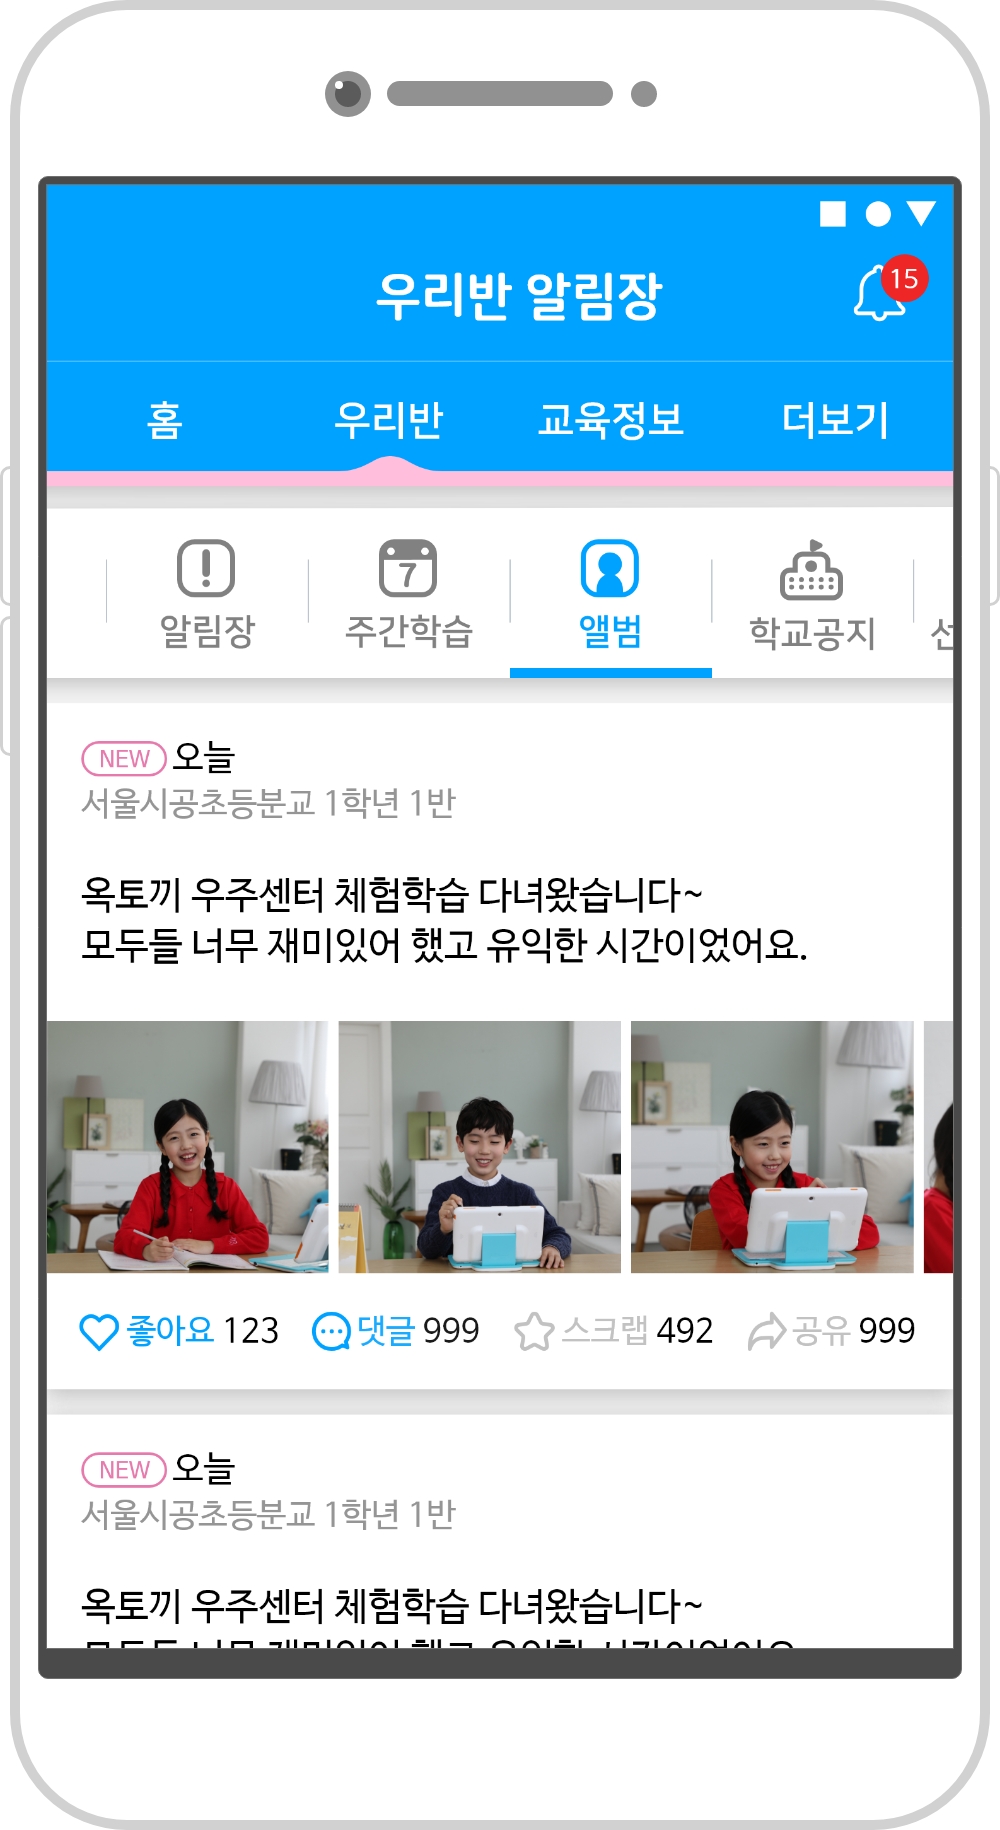 우리반 알림장
15
홈 우리반 교육정보 더보기
7
알림장 주간학습 앨범 학교공지
NEW 오늘
서울시공초등분교 1학년 1반
옥토끼 우주센터 체험학습 다녀왔습니다~
모두들 너무 재미있어 했고 유익한 시간이었어요.
좋아요 123 댓글 999 스크랩 492 공유 999
NEW 오늘
서울시공초등분교 1학년 1반
옥토끼 우주센터 체험학습 다녀왔습니다~